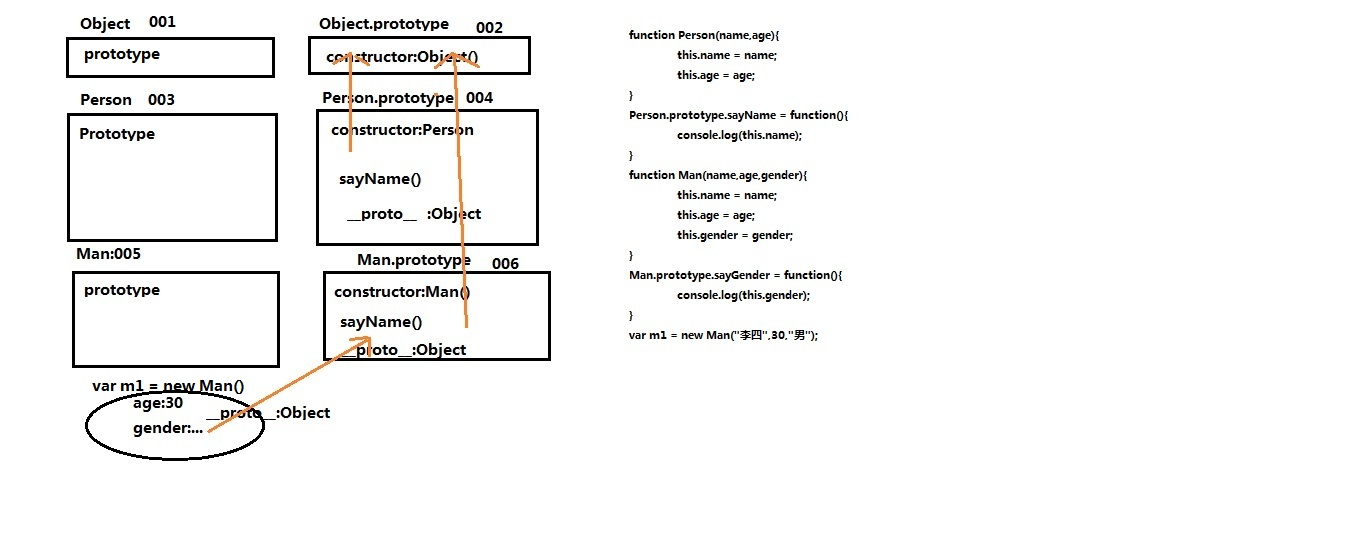 Object 001
prototype
Object.prototype 002
constructor:Object()
Person 003
Prototype
Person.prototype 004
constructor:Person
sayName()
__proto__ :Object
Man:005
prototype
Man.prototype 006
constructor:Man()
sayName()
__proto__:Object
var m1 = new Man()
age:30
__proto__:Object
gender:...
function Person(name,age){
this.name = name;
this.age = age;
}
Person.prototype.sayName = function(){
console.log(this.name);
}
function Man(name,age,gender){
this.name = name;
this.age = age;
this.gender = gender;
}
Man.prototype.sayGender = function(){
console.log(this.gender);
}
var m1 = new Man("李四",30,"男");